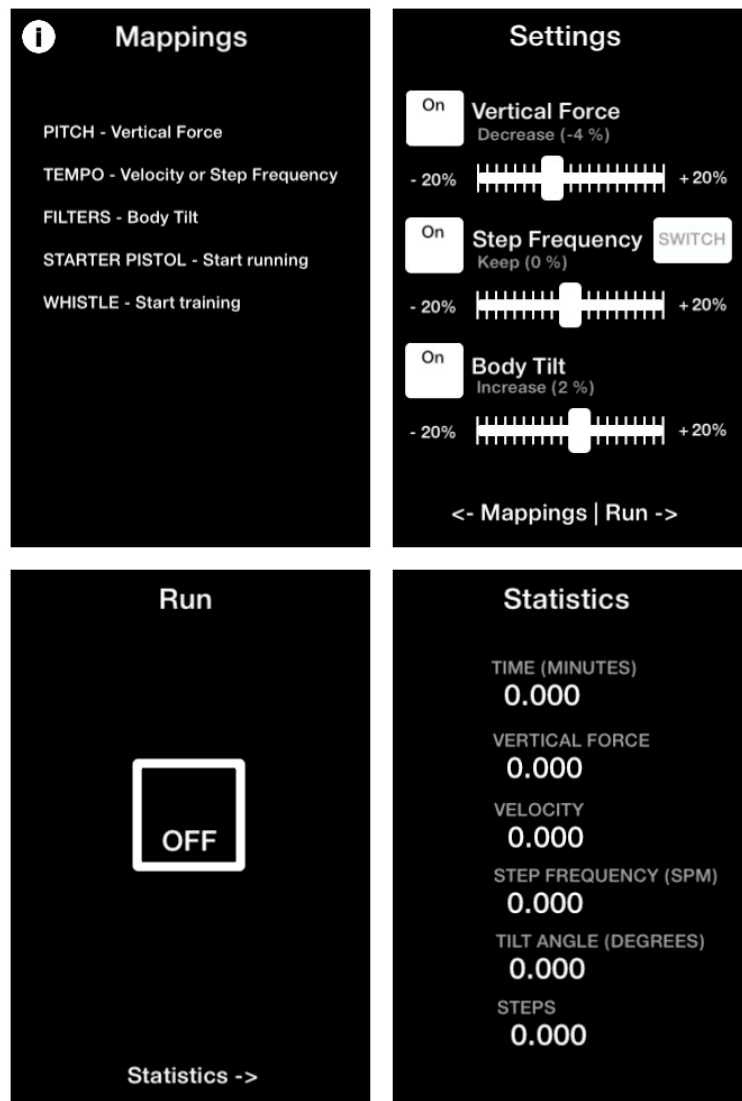 i
Mappings
PITCH - Vertical Force
TEMPO - Velocity or Step Frequency
FILTERS - Body Tilt
STARTER PISTOL - Start running
WHISTLE - Start training
Settings
On
Vertical Force
Decrease (-4 %)
- 20% +20%
On
Step Frequency SWITCH
Keep (0 %)
- 20% +20%
On
Body Tilt
Increase (2 %)
- 20% +20%
<- Mappings | Run ->
Run
OFF
Statistics ->
Statistics
TIME (MINUTES)
0.000
VERTICAL FORCE
0.000
VELOCITY
0.000
STEP FREQUENCY (SPM)
0.000
TILT ANGLE (DEGREES)
0.000
STEPS
0.000